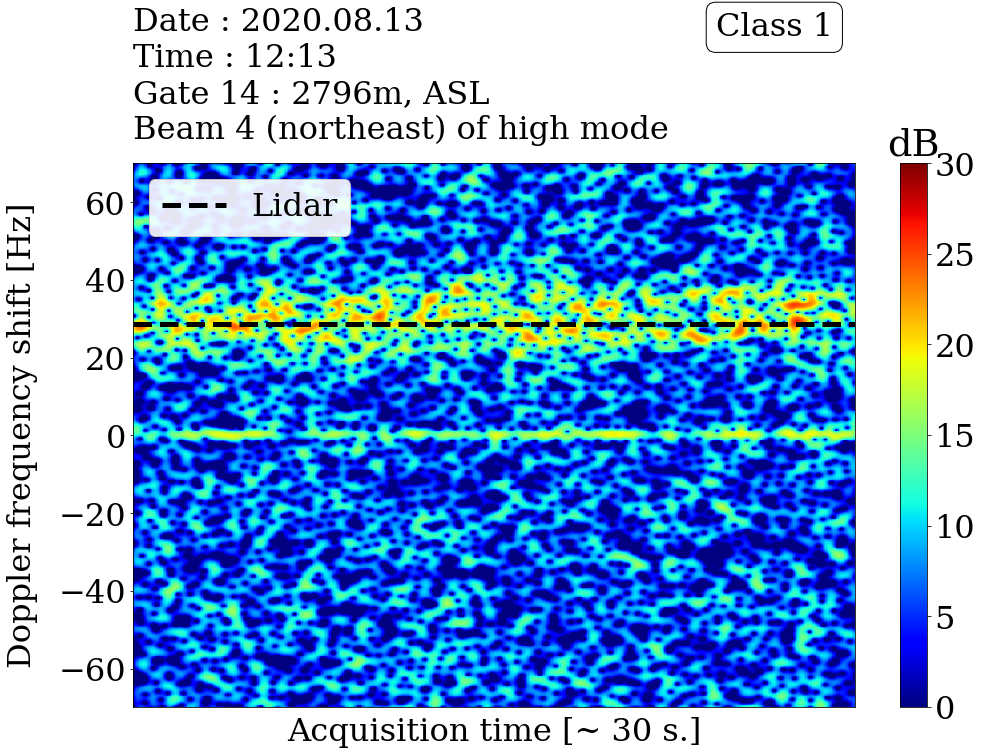 Date : 2020.08.13
Time : 12:13
Gate 14 : 2796m, ASL
Beam 4 (northeast) of high mode
Class 1
dB
Lidar
Doppler frequency shift [Hz]
60
40
20
0
−20
−40
−60
Acquisition time [~ 30 s.]
30
25
20
15
10
5
0